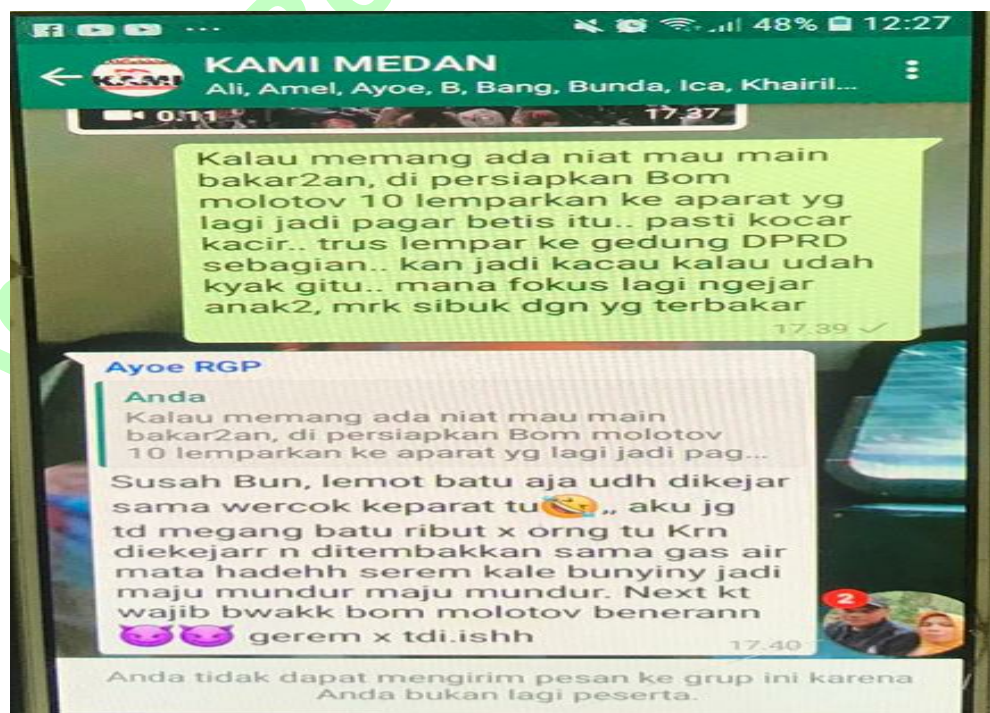 48% 12:27
KAMI MEDAN
KAMI
Ali, Amel, Ayoe, B, Bang, Bunda, Ica, Khairil...
0:11 17.37
Kalau memang ada niat mau main
bakar2an, di persiapkan Bom
molotov 10 lemparkan ke aparat yg
lagi jadi pagar betis itu.. pasti kocar
kacir.. trus lempar ke gedung DPRD
sebagian.. kan jadi kacau kalau udah
kyak gitu.. mana fokus lagi ngejar
anak2, mrk sibuk dgn yg terbakar
17.39
Ayoe RGP
Anda
Kalau memang ada niat mau main
bakar2an, di persiapkan Bom molotov
10 lemparkan ke aparat yg lagi jadi pag...
Susah Bun, lemot batu aja udh dikejar
sama wercok keparat tu🤣,, aku jg
td megang batu ribut x orng tu Krn
diekejarr n ditembakkan sama gas air
mata hadehh serem kale bunyiny jadi
maju mundur maju mundur. Next kt
wajib bwakk bom molotov benerann
😈😈 gerem x tdi.ishh
17.40
2
Anda tidak dapat mengirim pesan ke grup ini karena
Anda bukan lagi peserta.